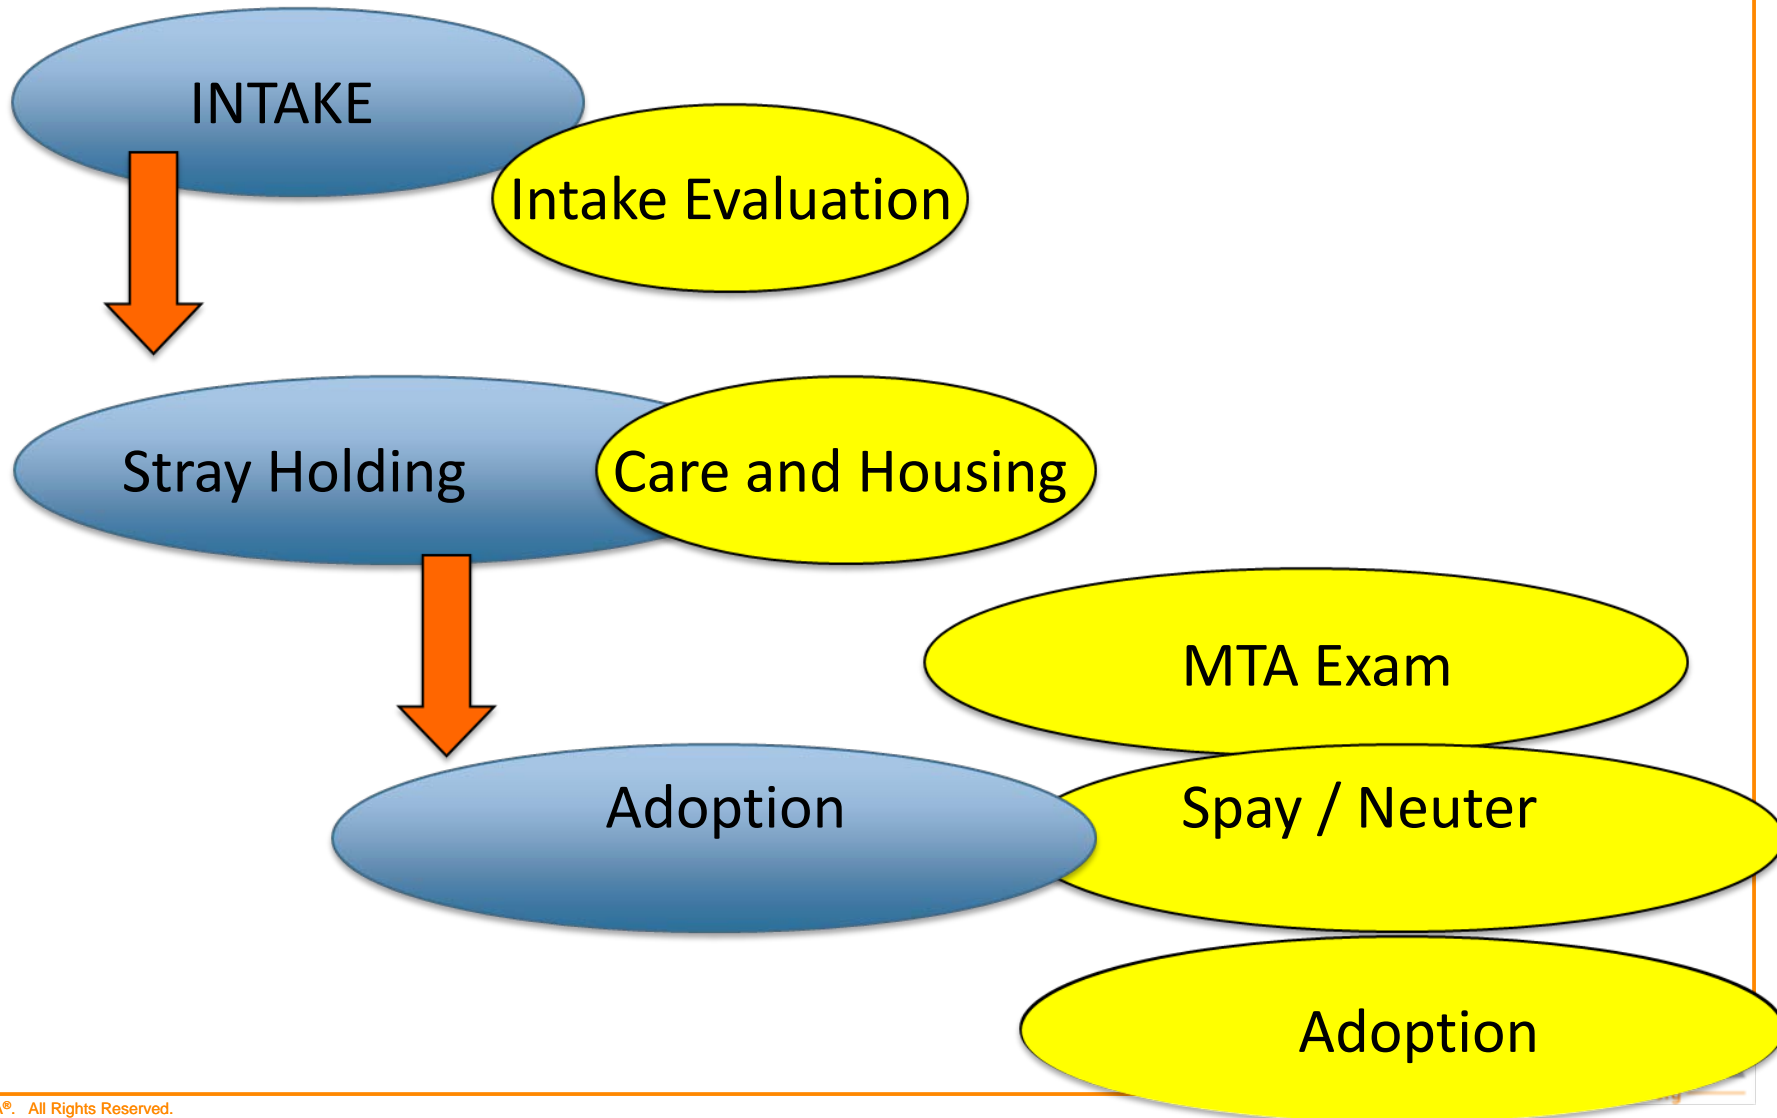 INTAKE
Intake Evaluation
Stray Holding
Care and Housing
MTA Exam
Adoption
Spay / Neuter
Adoption
®. All Rights Reserved.